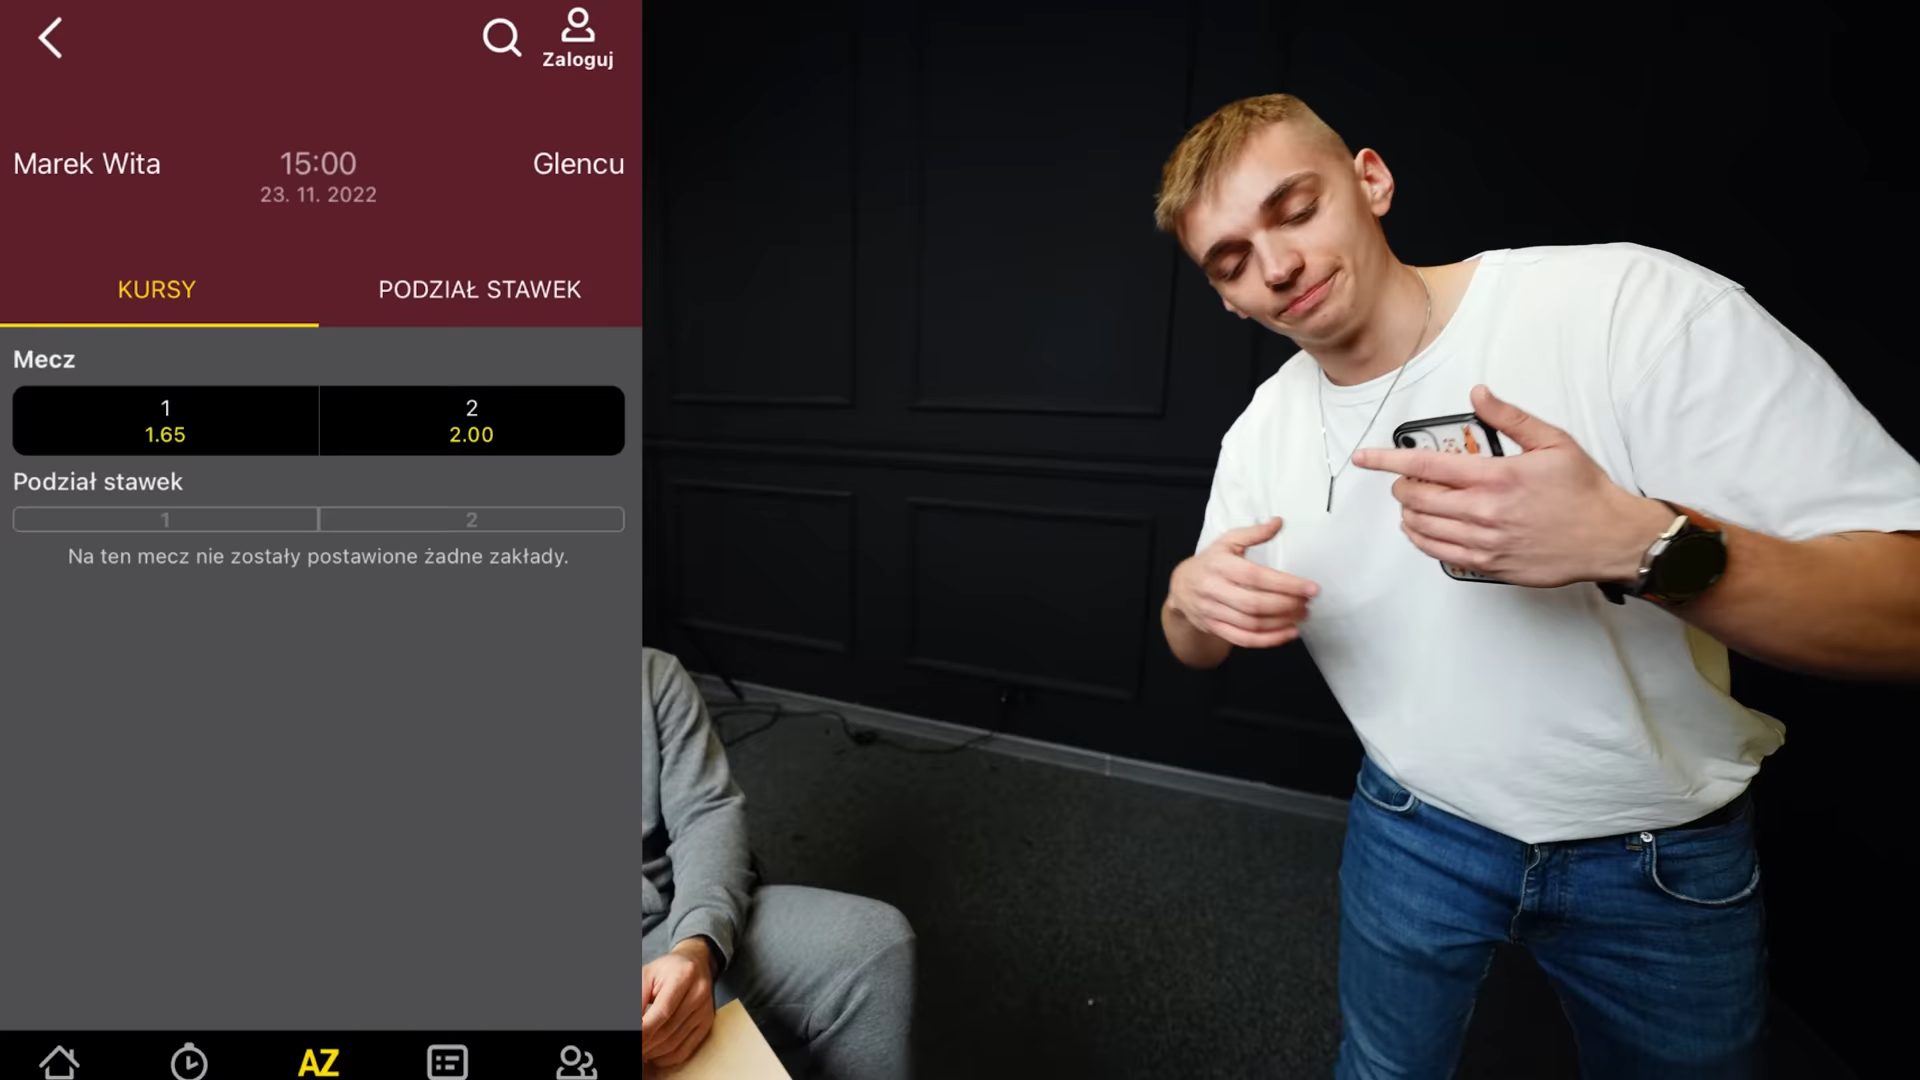 Zaloguj
Marek Wita
15:00
Glencu
23. 11. 2022
KURSY
PODZIAŁ STAWEK
Mecz
1
2
1.65
2.00
Podział stawek
1
2
Na ten mecz nie zostały postawione żadne zakłady.
AZ